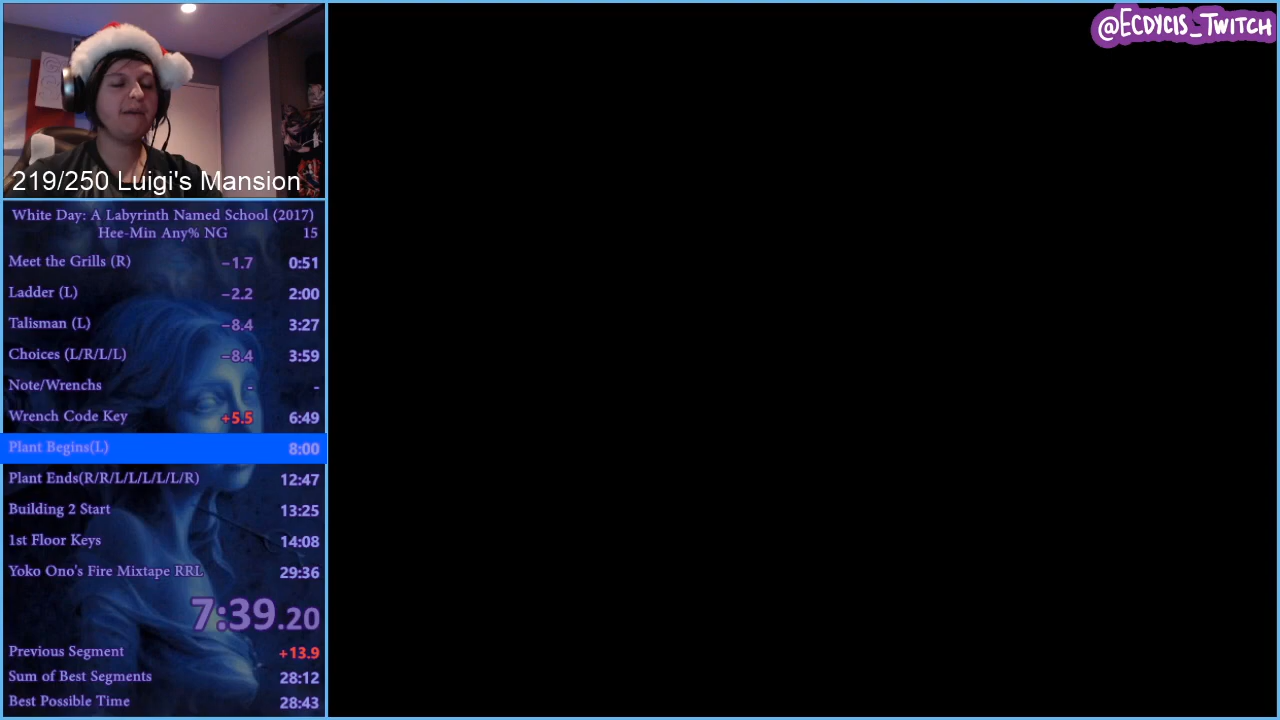 @ECDYCIS_TWITCH
219/250 Luigi's Mansion
White Day: A Labyrinth Named School (2017)
Hee-Min Any% NG 15
Meet the Grills (R) −1.7 0:51
Ladder (L) −2.2 2:00
Talisman (L) −8.4 3:27
Choices (L/R/L/L) −8.4 3:59
Note/Wrenchs - -
Wrench Code Key +5.5 6:49
Plant Begins(L) 8:00
Plant Ends(R/R/L/L/L/L/L/R) 12:47
Building 2 Start 13:25
1st Floor Keys 14:08
Yoko Ono's Fire Mixtape RRL 29:36
7:39.20
Previous Segment +13.9
Sum of Best Segments 28:12
Best Possible Time 28:43